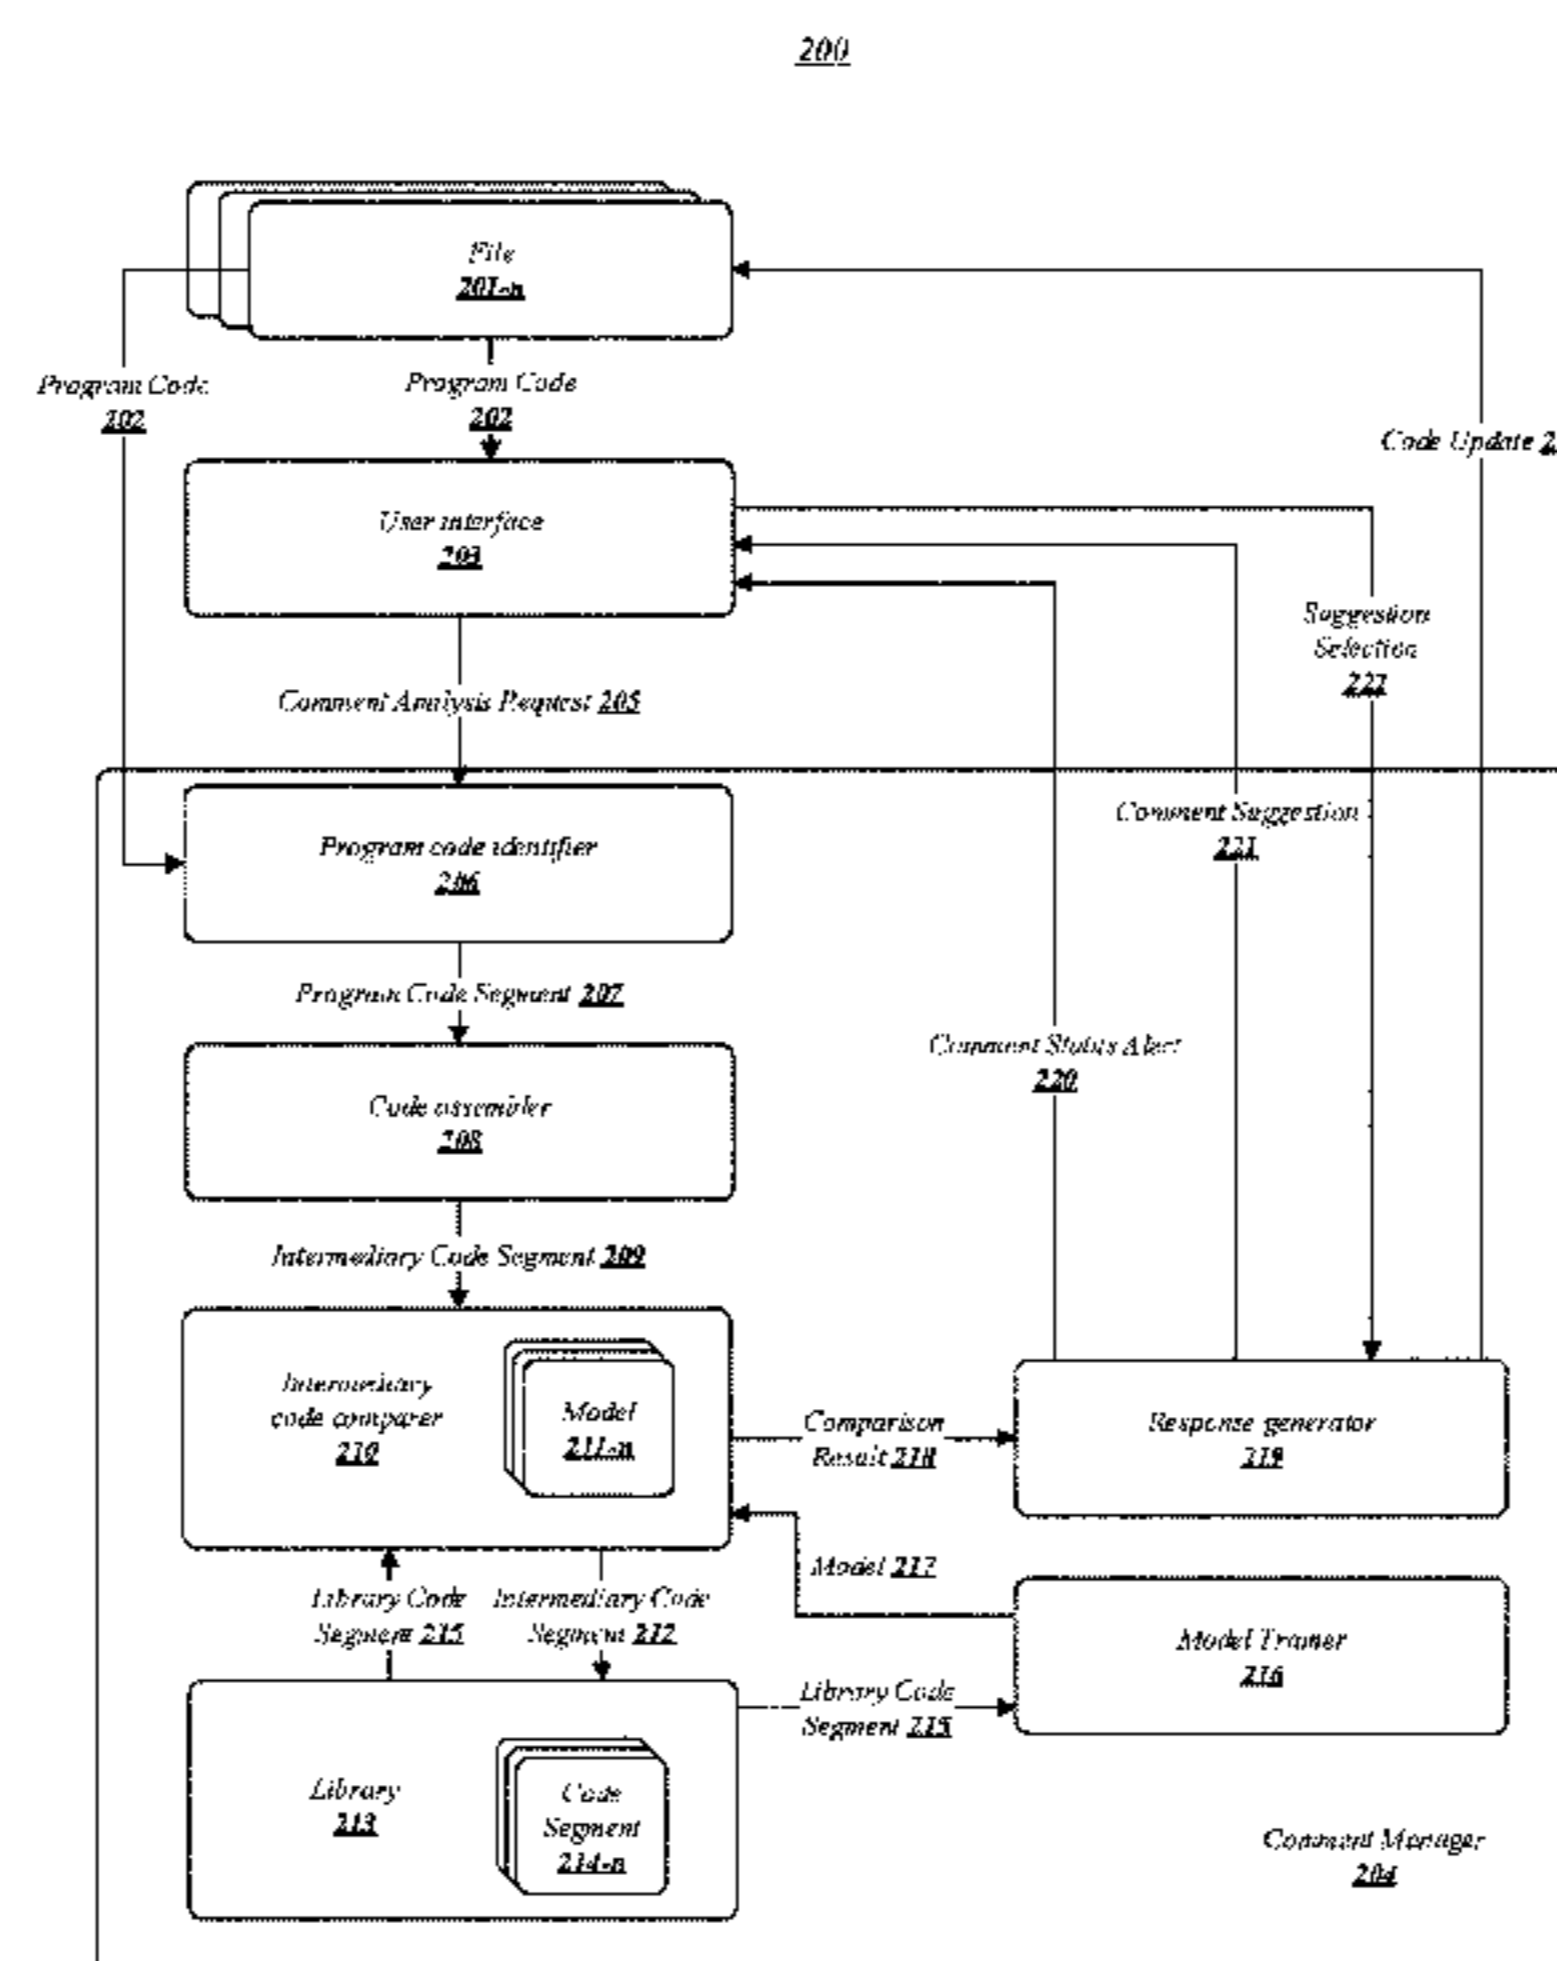 200
File
201-n
Program Code
202
Program Code
202
Code Update 2
User interface
203
Suggestion
Selection
222
Comment Analysis Request 205
Comment Suggestion
221
Program code identifier
206
Program Code Segment 207
Comment Status Alert
220
Code assembler
208
Intermediary Code Segment 209
Intermediary
code comparer
210
Model
211-n
Comparison
Result 218
Response generator
219
Model 217
Library Code
Segment 215
Intermediary Code
Segment 212
Model Trainer
216
Library Code
Segment 215
Library
213
Code
Segment
214-n
Comment Manager
204